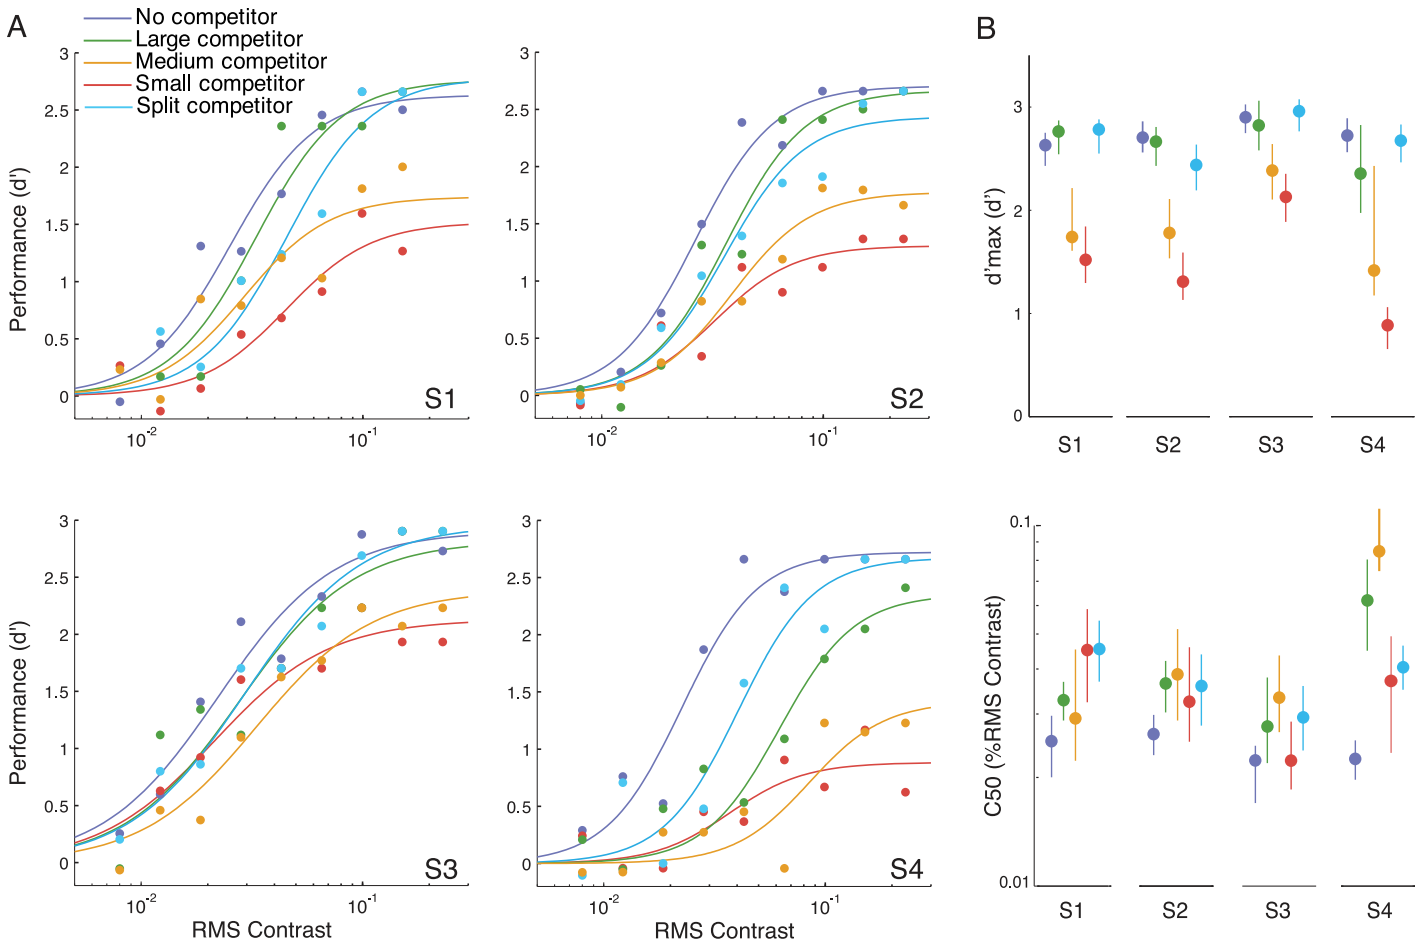 A
No competitor
Large competitor
Medium competitor
Small competitor
Split competitor
Performance (d')
3
2.5
2
1.5
1
0.5
0
10-2
10-1
S1
3
2.5
2
1.5
1
0.5
0
10-2
10-1
S2
Performance (d')
3
2.5
2
1.5
1
0.5
0
10-2
10-1
S3
RMS Contrast
3
2.5
2
1.5
1
0.5
0
10-2
10-1
S4
RMS Contrast
B
d'max (d')
3
2
1
0
S1
S2
S3
S4
C50 (%RMS Contrast)
0.1
0.01
S1
S2
S3
S4